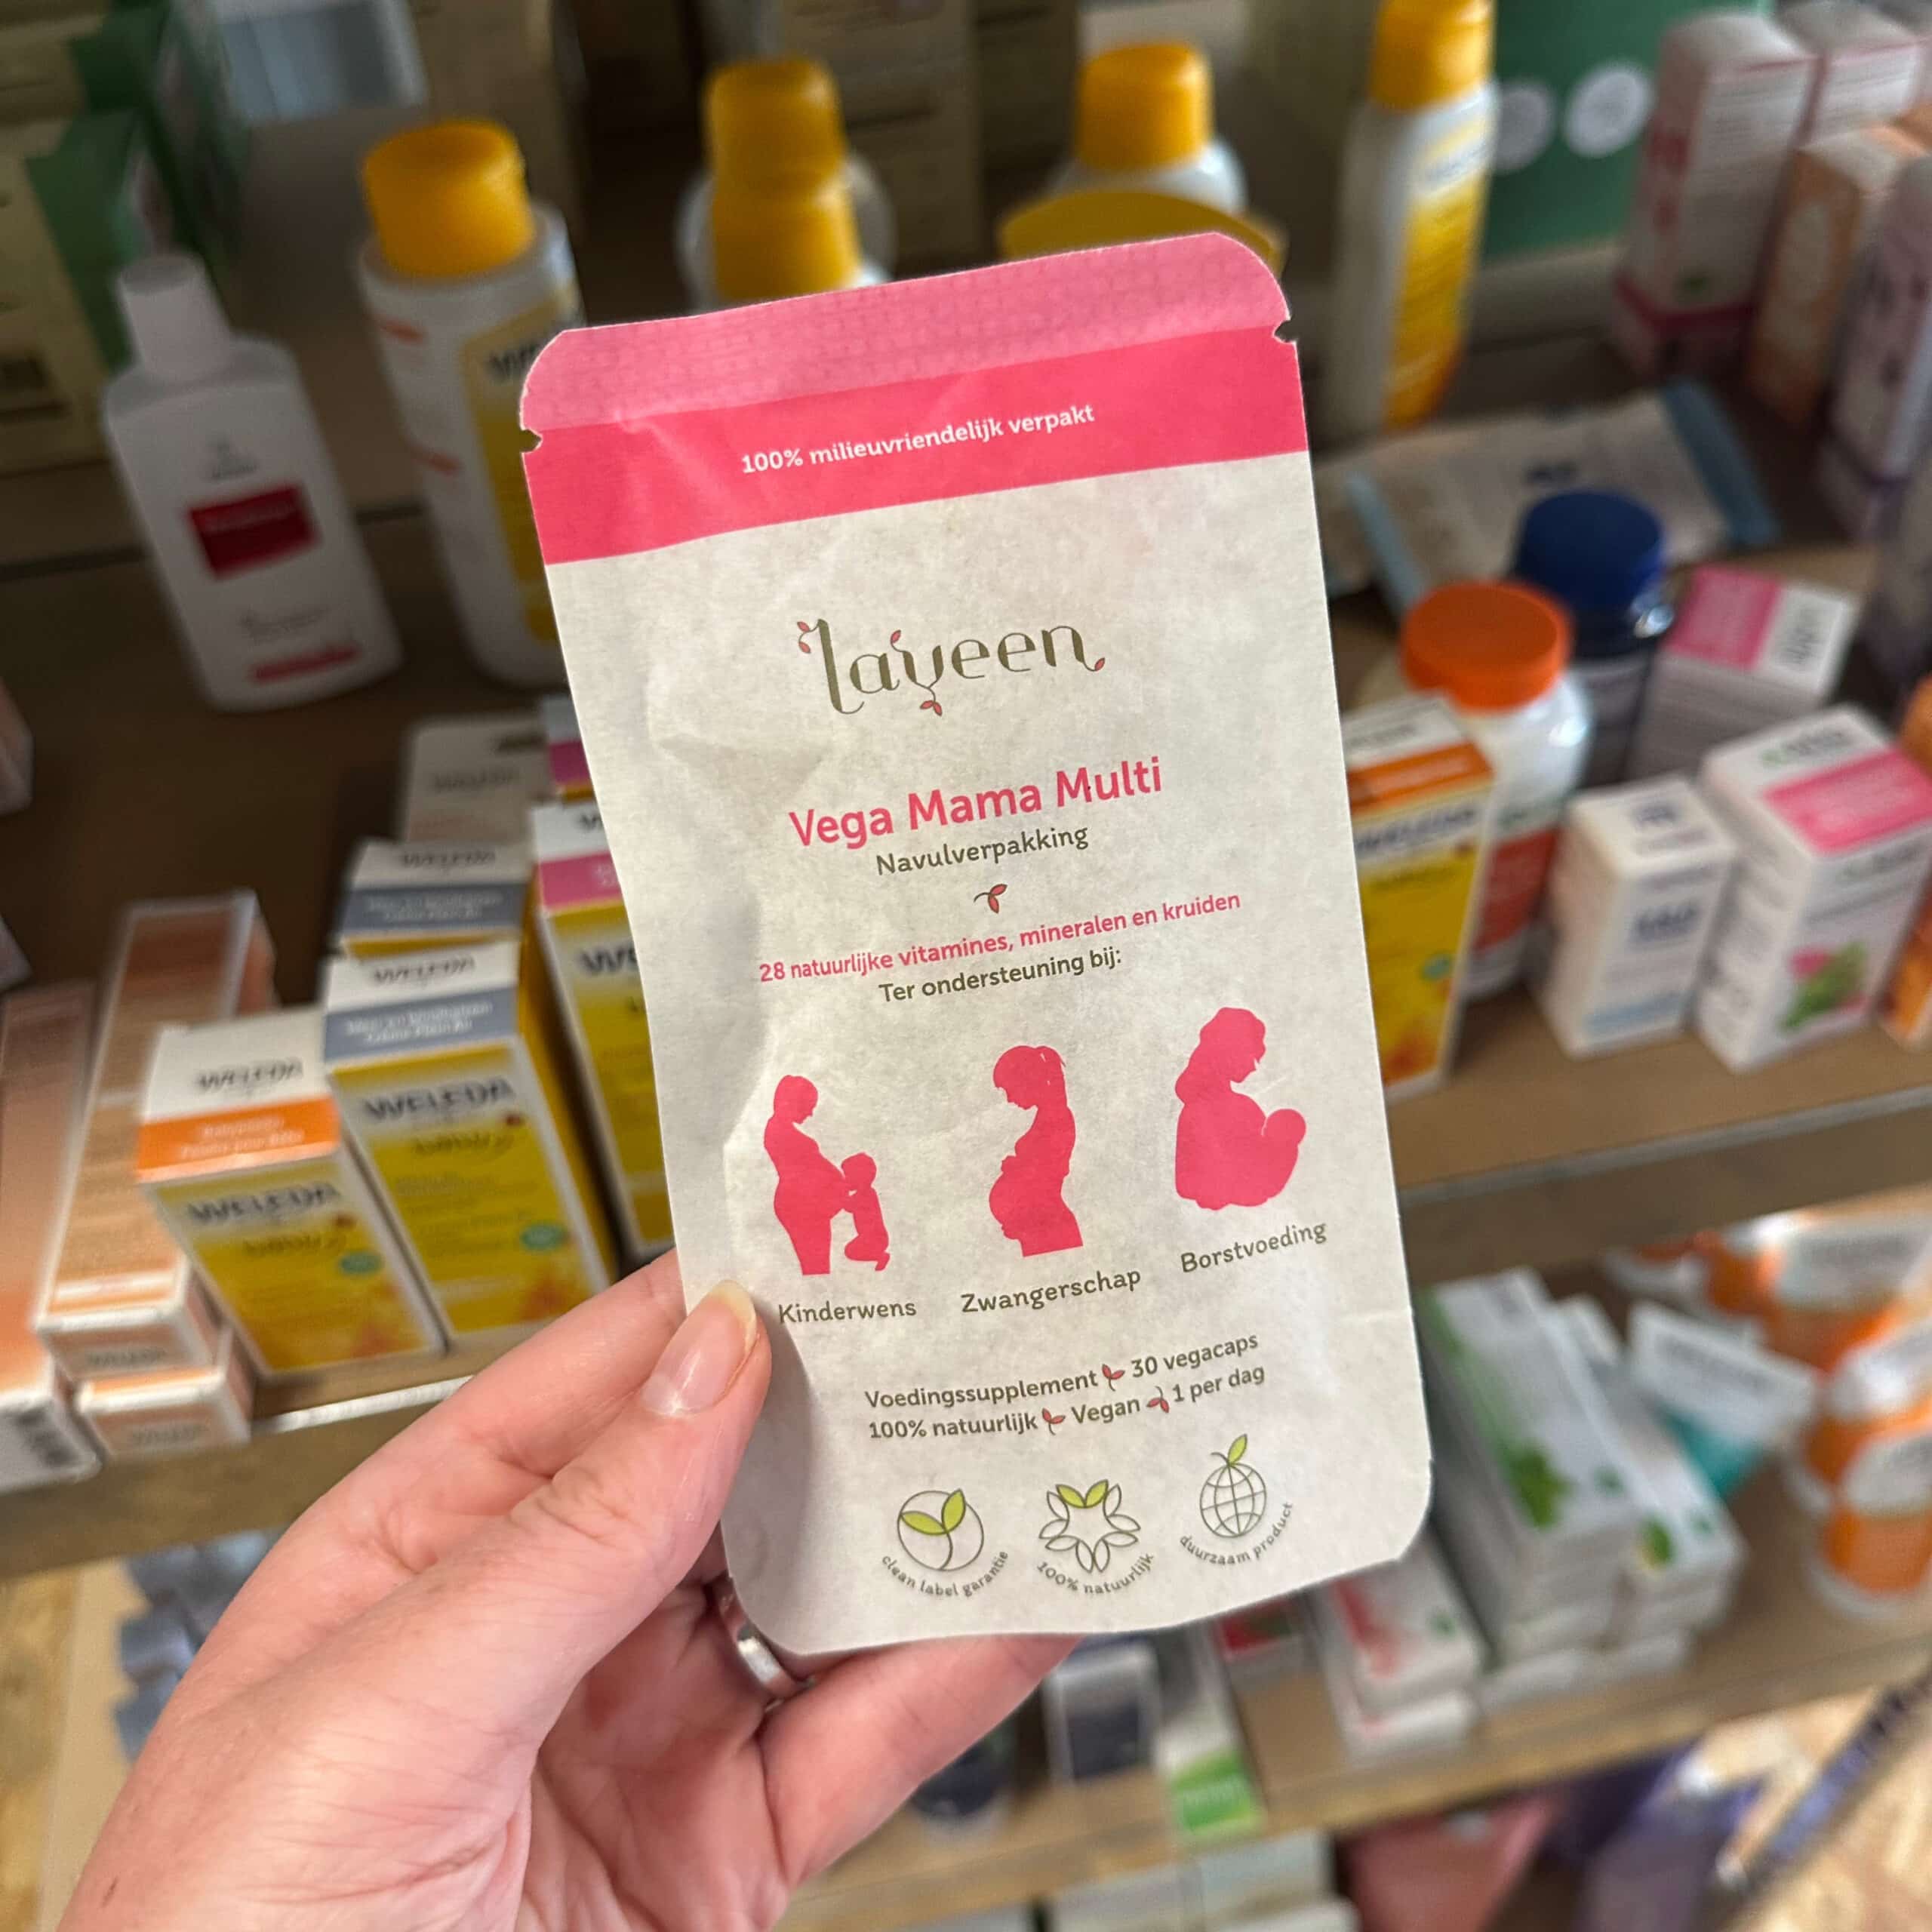 100% milieuvriendelijk verpakt
layeen
Vega Mama Multi
Navulverpakking
28 natuurlijke vitamines, mineralen en kruiden
Ter ondersteuning bij:
Kinderwens
Zwangerschap
Borstvoeding
Voedingssupplement 30 vegacaps
100% natuurlijk Vegan 1 per dag
clean label garantie
100% natuurlijk
duurzaam product
WELEDA
WELEDA
WELEDA
WELEDA
WELEDA